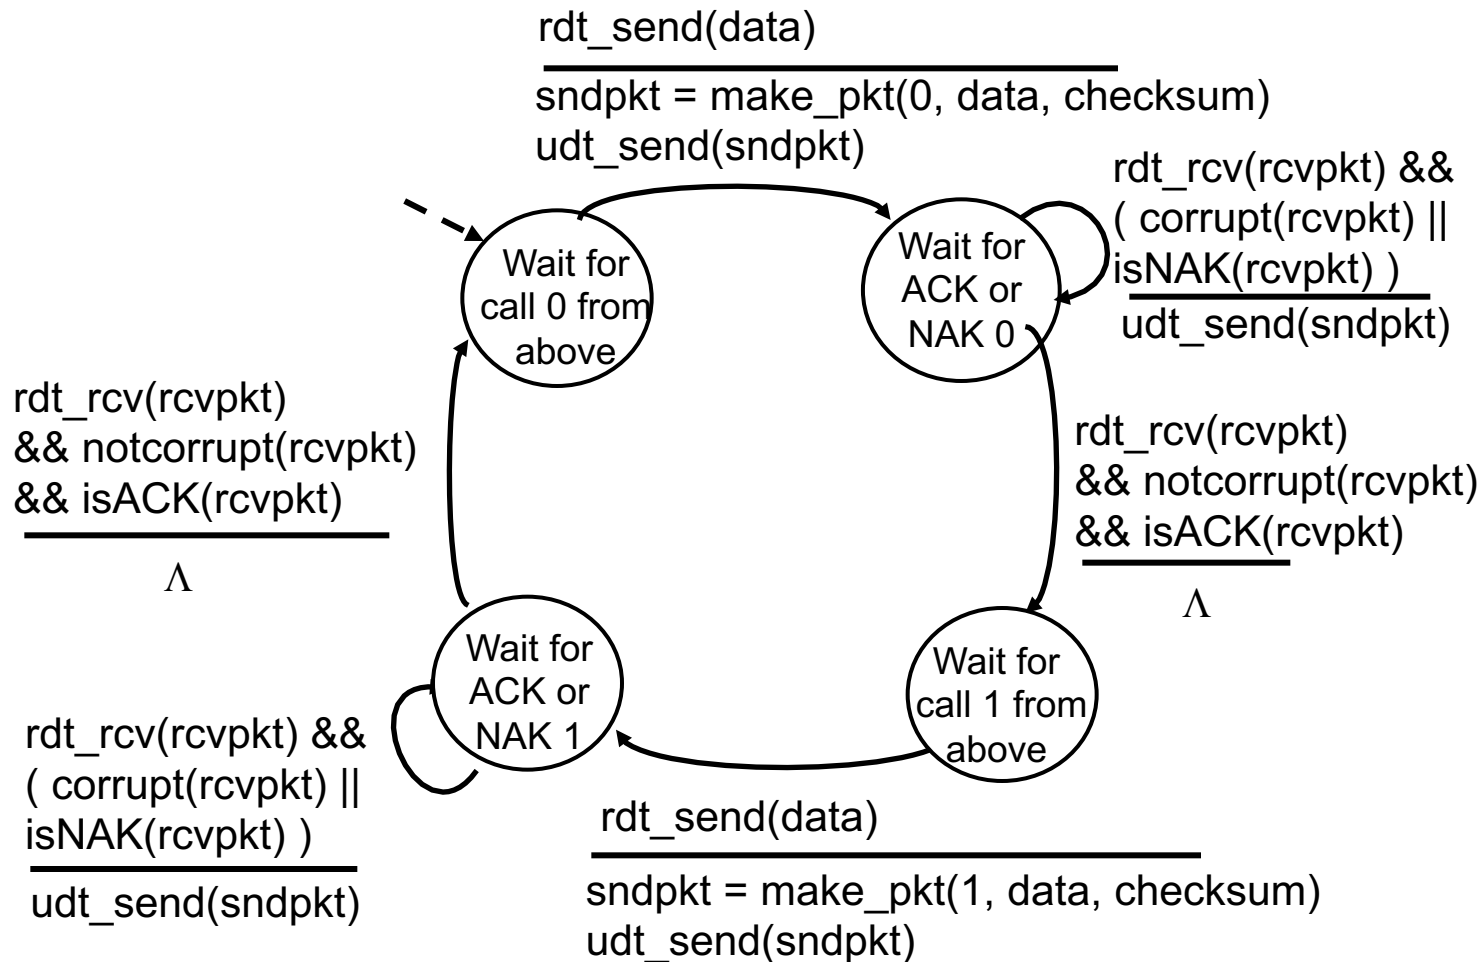 rdt_send(data)
sndpkt = make_pkt(0, data, checksum)
udt_send(sndpkt)
rdt_rcv(rcvpkt) &&
( corrupt(rcvpkt) ||
isNAK(rcvpkt) )
udt_send(sndpkt)
Wait for
call 0 from
above
Wait for
ACK or
NAK 0
rdt_rcv(rcvpkt)
&& notcorrupt(rcvpkt)
&& isACK(rcvpkt)
Λ
rdt_rcv(rcvpkt)
&& notcorrupt(rcvpkt)
&& isACK(rcvpkt)
Λ
Wait for
ACK or
NAK 1
Wait for
call 1 from
above
rdt_rcv(rcvpkt) &&
( corrupt(rcvpkt) ||
isNAK(rcvpkt) )
udt_send(sndpkt)
rdt_send(data)
sndpkt = make_pkt(1, data, checksum)
udt_send(sndpkt)